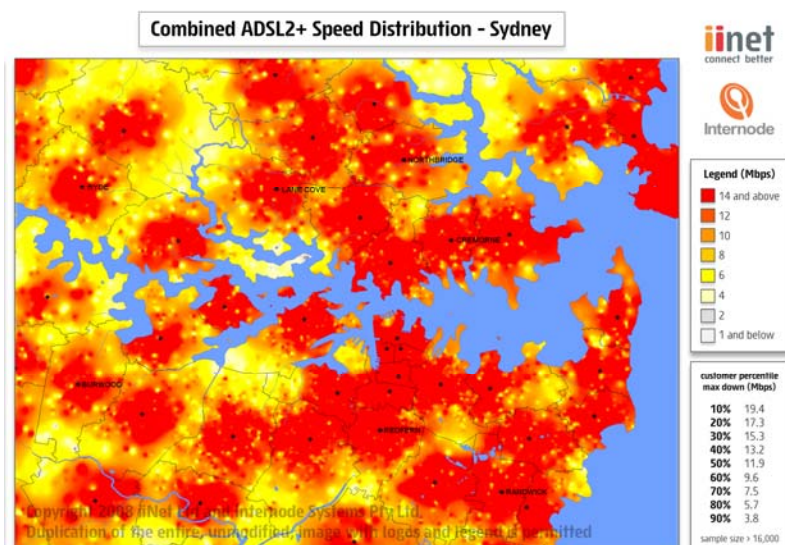 Combined ADSL2+ Speed Distribution - Sydney
iinet
connect better
Internode
NORTHBRIDGE
RYDE
LANE COVE
CREMORNE
BURWOOD
REDFERN
RANDWICK
Legend (Mbps)
14 and above
12
10
8
6
4
2
1 and below
customer percentile
max down (Mbps)
10% 19.4
20% 17.3
30% 15.3
40% 13.2
50% 11.9
60% 9.6
70% 7.5
80% 5.7
90% 3.8
sample size > 16,000
Copyright 2008 iiNet Ltd and Internode Systems Pty Ltd.
Duplication of the entire, unmodified, image with logos and legend is permitted